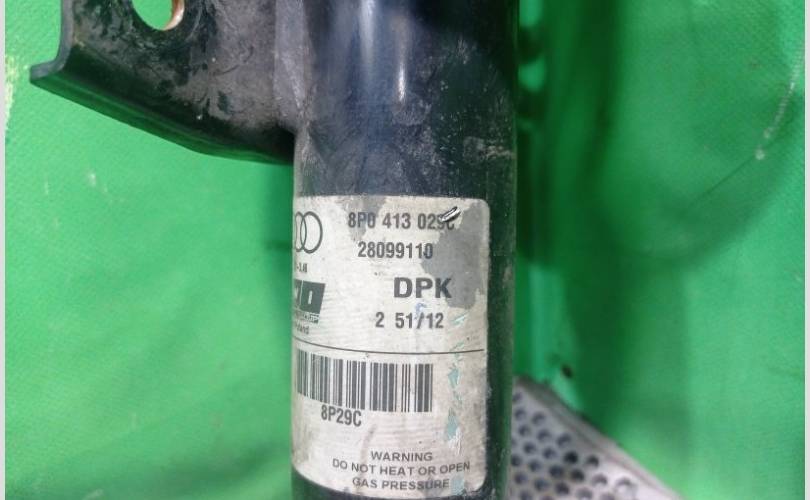 8P0 413 029C
28099110
DPK
2 51/12
8P29C
WARNING
DO NOT HEAT OR OPEN
GAS PRESSURE